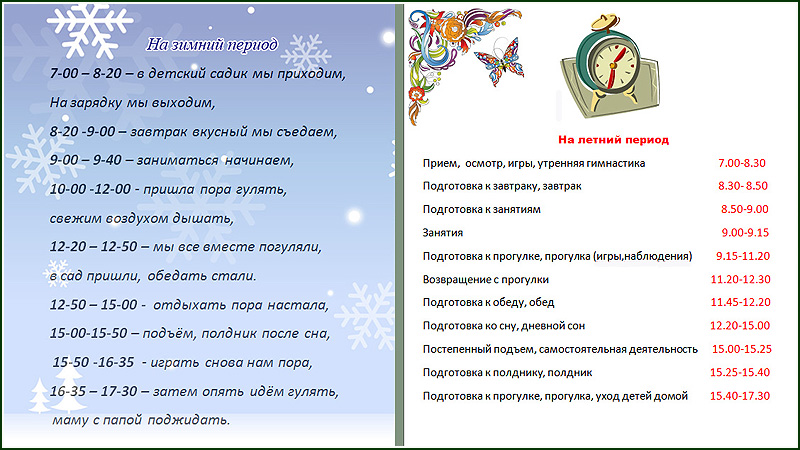 На зимний период
7-00 – 8-20 – в детский садик мы приходим,
На зарядку мы выходим,
8-20 -9-00 – завтрак вкусный мы съедаем,
9-00 – 9-40 – заниматься начинаем,
10-00 -12-00 - пришла пора гулять,
свежим воздухом дышать,
12-20 – 12-50 – мы все вместе погуляли,
в сад пришли, обедать стали.
12-50 – 15-00 - отдыхать пора настала,
15-00-15-50 – подъём, полдник после сна,
15-50 -16-35 - играть снова нам пора,
16-35 – 17-30 – затем опять идём гулять,
маму с папой поджидать.
На летний период
Прием, осмотр, игры, утренняя гимнастика 7.00-8.30
Подготовка к завтраку, завтрак 8.30- 8.50
Подготовка к занятиям 8.50-9.00
Занятия 9.00-9.15
Подготовка к прогулке, прогулка (игры,наблюдения) 9.15-11.20
Возвращение с прогулки 11.20-12.30
Подготовка к обеду, обед 11.45-12.20
Подготовка ко сну, дневной сон 12.20-15.00
Постепенный подъем, самостоятельная деятельность 15.00-15.25
Подготовка к полднику, полдник 15.25-15.40
Подготовка к прогулке, прогулка, уход детей домой 15.40-17.30